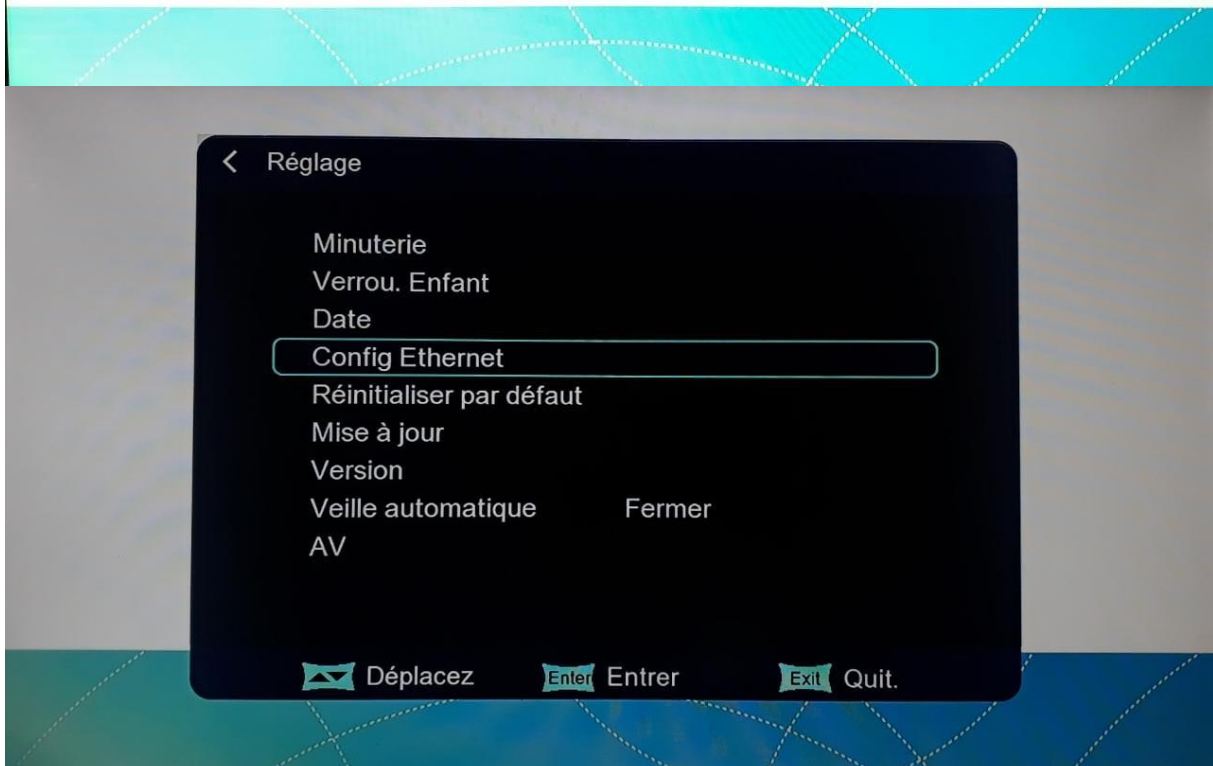 Réglage
Minuterie
Verrou. Enfant
Date
Config Ethernet
Réinitialiser par défaut
Mise à jour
Version
Veille automatique Fermer
AV
Déplacez Enter Entrer Exit Quit.